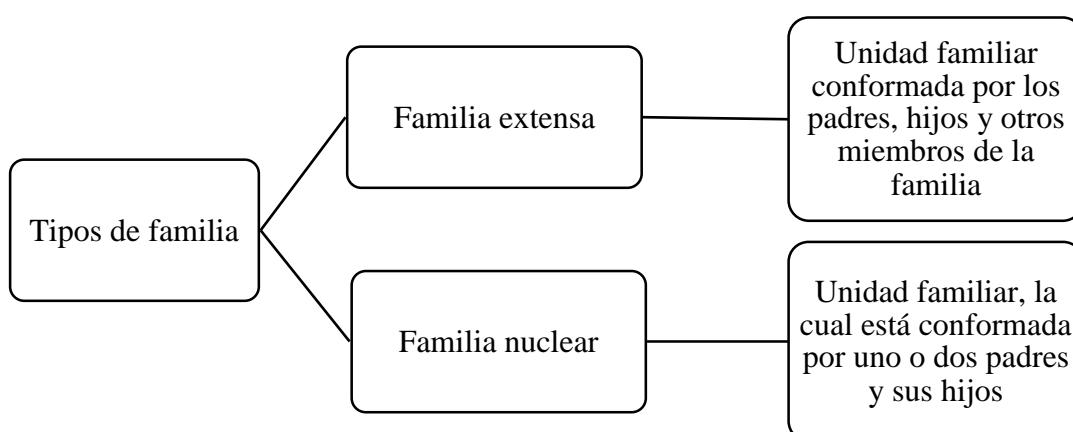 Tipos de familia
Familia extensa
Unidad familiar
conformada por los
padres, hijos y otros
miembros de la
familia
Familia nuclear
Unidad familiar, la
cual está conformada
por uno o dos padres
y sus hijos